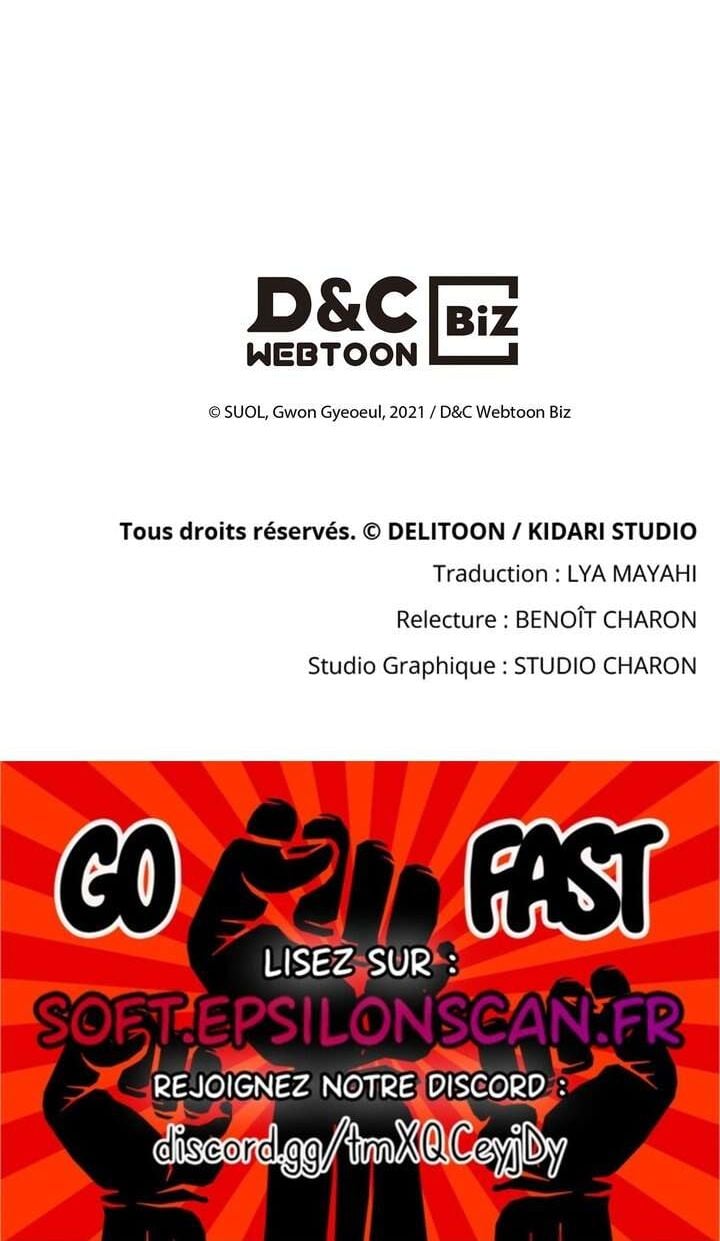 D&C
WEBTOON
BiZ
© SUOL, Gwon Gyeoeul, 2021 / D&C Webtoon Biz
Tous droits réservés. © DELITOON / KIDARI STUDIO
Traduction : LYA MAYAHI
Relecture : BENOÎT CHARON
Studio Graphique : STUDIO CHARON
GO FAST
LISEZ SUR :
SOFT.EPSILONSCAN.FR
REJOIGNEZ NOTRE DISCORD :
discord.gg/tmXQCeyjDy